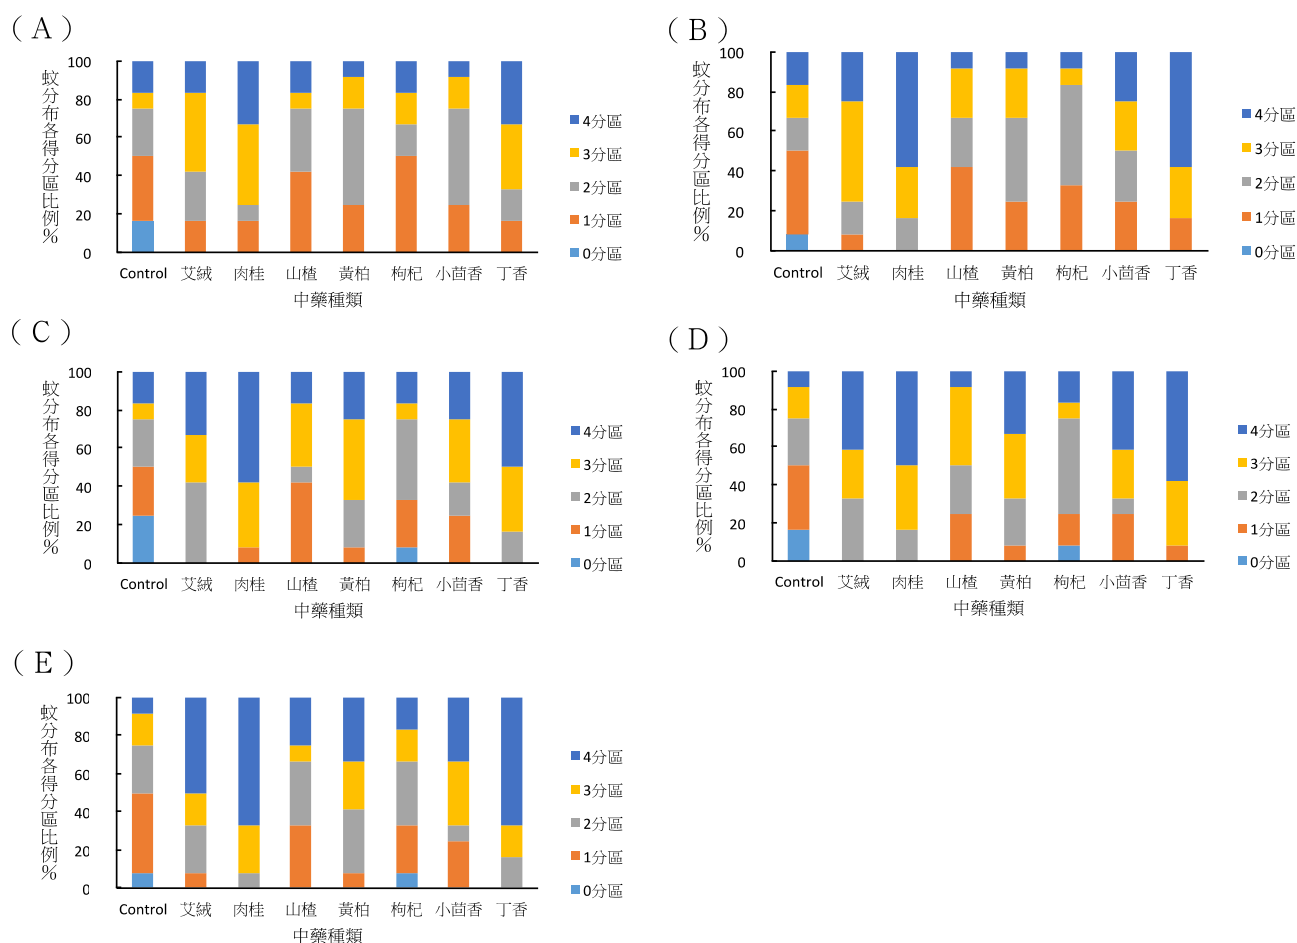 (A)
蚊分布各得分區比例%
100
80
60
40
20
0
Control 艾絨 肉桂 山楂 黃柏 枸杞 小茴香 丁香
中藥種類
4分區
3分區
2分區
1分區
0分區
(B)
蚊分布各得分區比例%
100
80
60
40
20
0
Control 艾絨 肉桂 山楂 黃柏 枸杞 小茴香 丁香
中藥種類
4分區
3分區
2分區
1分區
0分區
(C)
蚊分布各得分區比例%
100
80
60
40
20
0
Control 艾絨 肉桂 山楂 黃柏 枸杞 小茴香 丁香
中藥種類
4分區
3分區
2分區
1分區
0分區
(D)
蚊分布各得分區比例%
100
80
60
40
20
0
Control 艾絨 肉桂 山楂 黃柏 枸杞 小茴香 丁香
中藥種類
4分區
3分區
2分區
1分區
0分區
(E)
蚊分布各得分區比例%
100
80
60
40
20
0
Control 艾絨 肉桂 山楂 黃柏 枸杞 小茴香 丁香
中藥種類
4分區
3分區
2分區
1分區
0分區